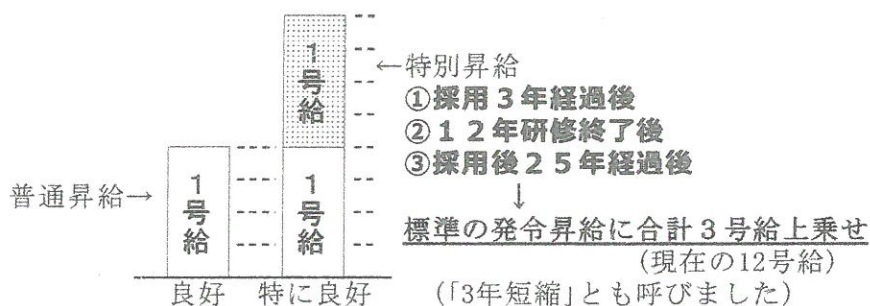 1号給
←特別昇給
①採用3年経過後
②12年研修終了後
③採用後25年経過後
↓
普通昇給→
1号給
1号給
標準の発令昇給に合計3号給上乗せ
(現在の12号給)
良好
特に良好
(「3年短縮」とも呼びました)